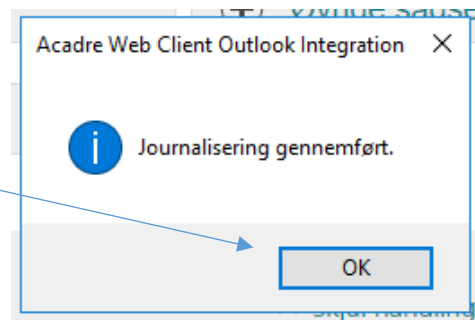 Acadre Web Client Outlook Integration
Journalisering gennemført.
OK